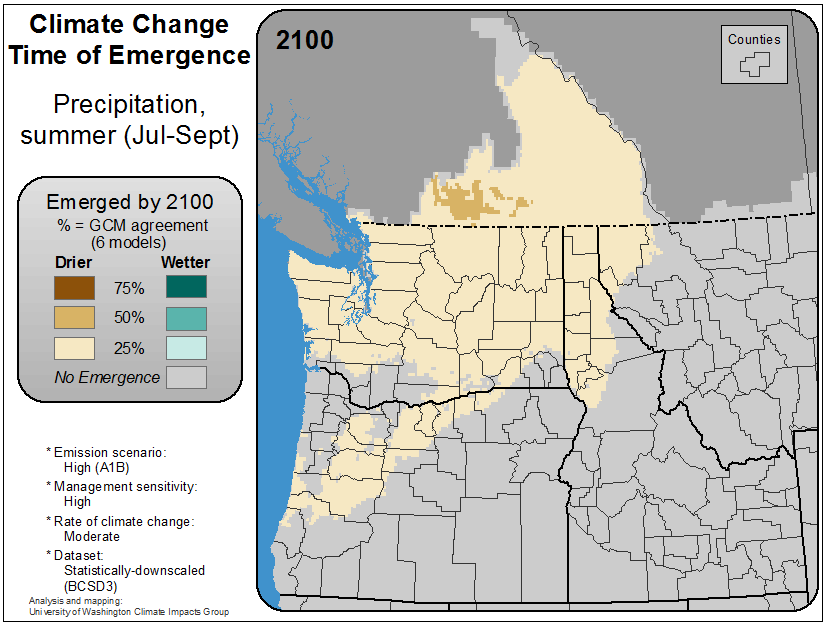 Climate Change
Time of Emergence
Precipitation,
summer (Jul-Sept)
Emerged by 2100
% = GCM agreement
(6 models)
Drier Wetter
75%
50%
25%
No Emergence
* Emission scenario:
High (A1B)
* Management sensitivity:
High
* Rate of climate change:
Moderate
* Dataset:
Statistically-downscaled
(BCSD3)
Analysis and mapping:
University of Washington Climate Impacts Group
2100
Counties